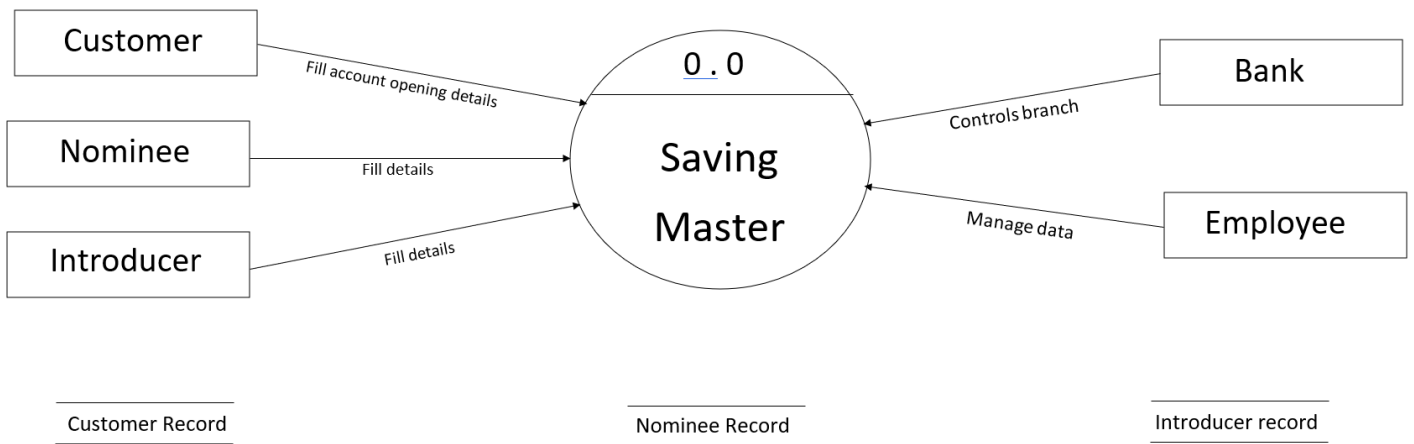 Customer
Fill account opening details
Nominee
Fill details
Introducer
Fill details
0 . 0
Saving
Master
Bank
Controls branch
Employee
Manage data
Customer Record
Nominee Record
Introducer record